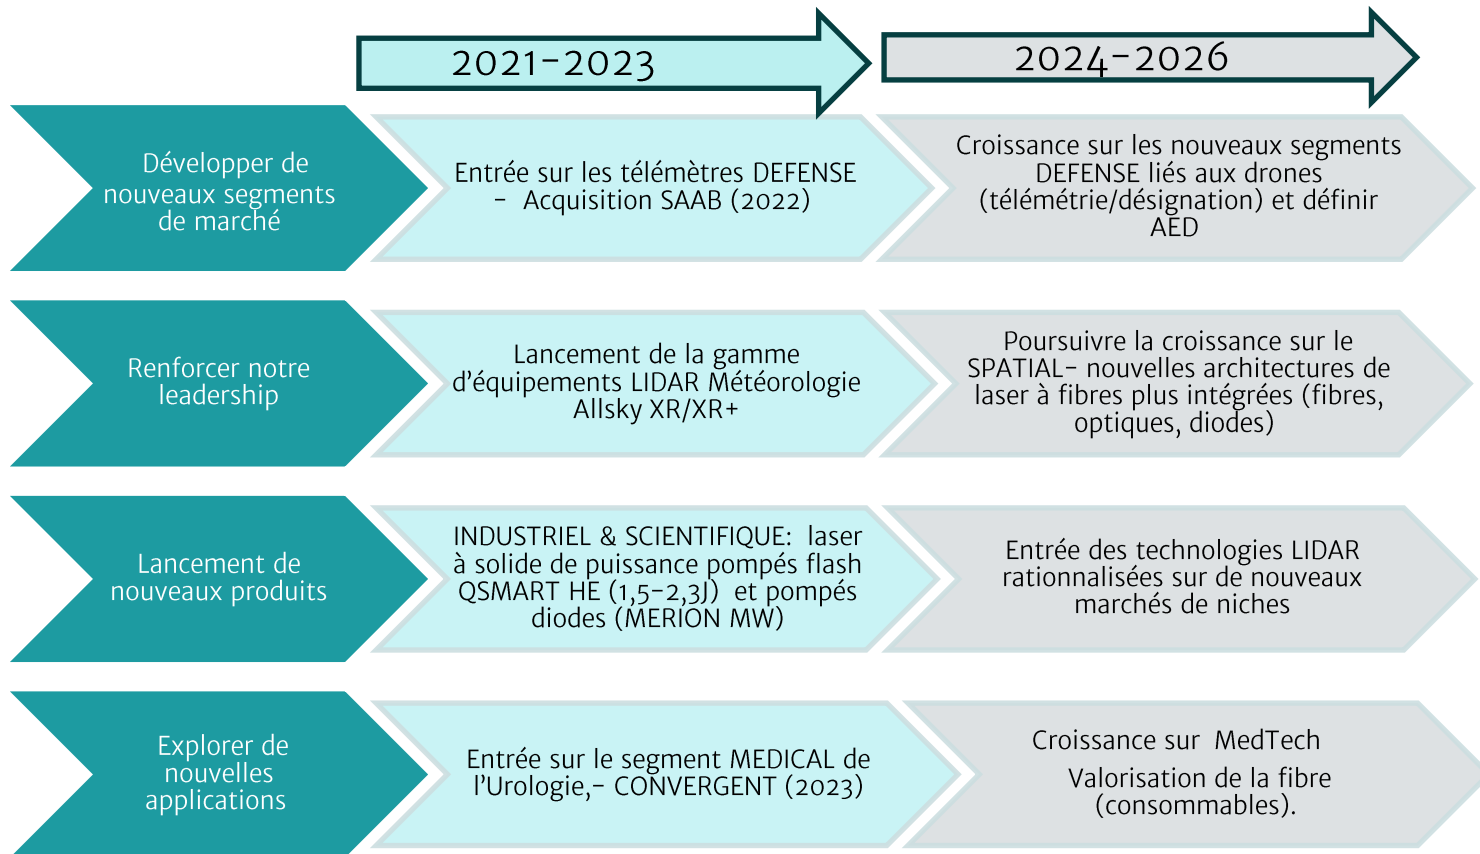 2021-2023
2024-2026
Développer de
nouveaux segments
de marché
Entrée sur les télémètres DEFENSE
- Acquisition SAAB (2022)
Croissance sur les nouveaux segments
DEFENSE liés aux drones
(télémétrie/désignation) et définir
AED
Renforcer notre
leadership
Lancement de la gamme
d'équipements LIDAR Météorologie
Allsky XR/XR+
Poursuivre la croissance sur le
SPATIAL- nouvelles architectures de
laser à fibres plus intégrées (fibres,
optiques, diodes)
Lancement de
nouveaux produits
INDUSTRIEL & SCIENTIFIQUE: laser
à solide de puissance pompés flash
QSMART HE (1,5-2,3J) et pompés
diodes (MERION MW)
Entrée des technologies LIDAR
rationnalisées sur de nouveaux
marchés de niches
Explorer de
nouvelles
applications
Entrée sur le segment MEDICAL de
l'Urologie,- CONVERGENT (2023)
Croissance sur MedTech
Valorisation de la fibre
(consommables).